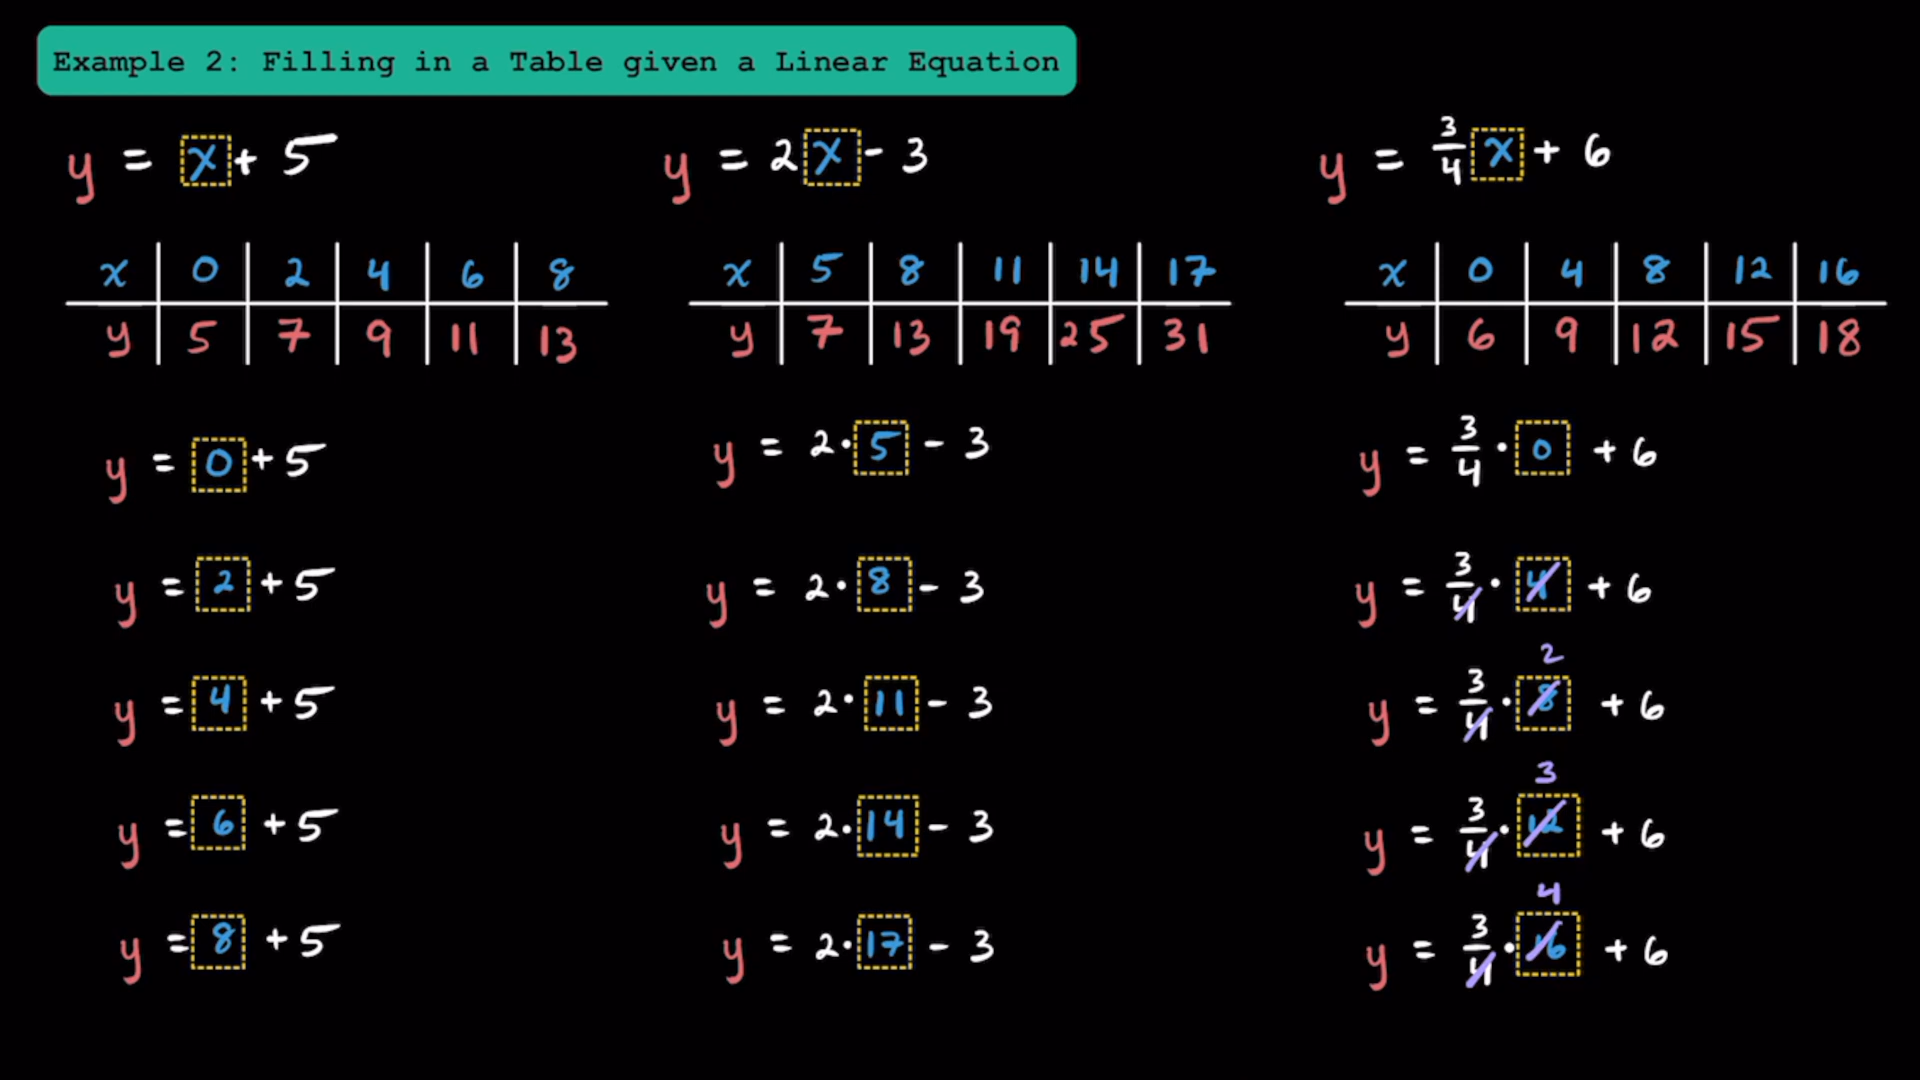 Example 2: Filling in a Table given a Linear Equation
y = x + 5
x 0 2 4 6 8
y 5 7 9 11 13
y = 0 + 5
y = 2 + 5
y = 4 + 5
y = 6 + 5
y = 8 + 5
y = 2x - 3
x 5 8 11 14 17
y 7 13 19 25 31
y = 2·5 - 3
y = 2·8 - 3
y = 2·11 - 3
y = 2·14 - 3
y = 2·17 - 3
y = 3/4 x + 6
x 0 4 8 12 16
y 6 9 12 15 18
y = 3/4 · 0 + 6
y = 3/4 · 4 + 6
2
y = 3/4 · 8 + 6
3
y = 3/4 · 12 + 6
4
y = 3/4 · 16 + 6